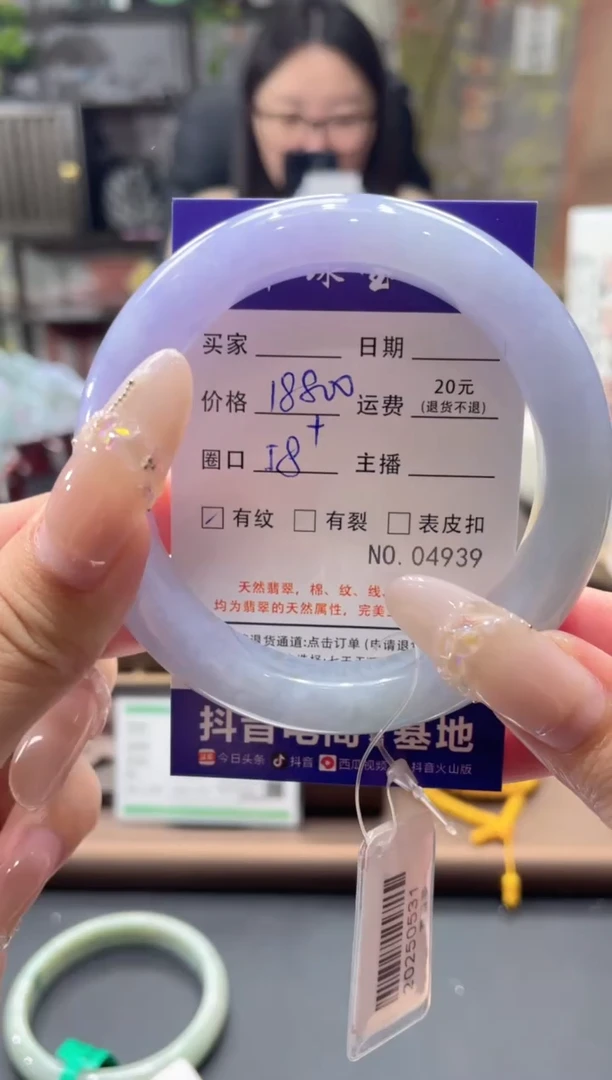 买家 日期
价格 18800 运费 20元
(退货不退)
圈口 58+ 主播
有纹 有裂 表皮扣
NO. 04939
天然翡翠,棉、纹、线、
均为翡翠的天然属性,完美
退货通道:点击订单(申请退
抖音电商 基地
今日头条 抖音 西瓜视频 抖音火山版
20250531